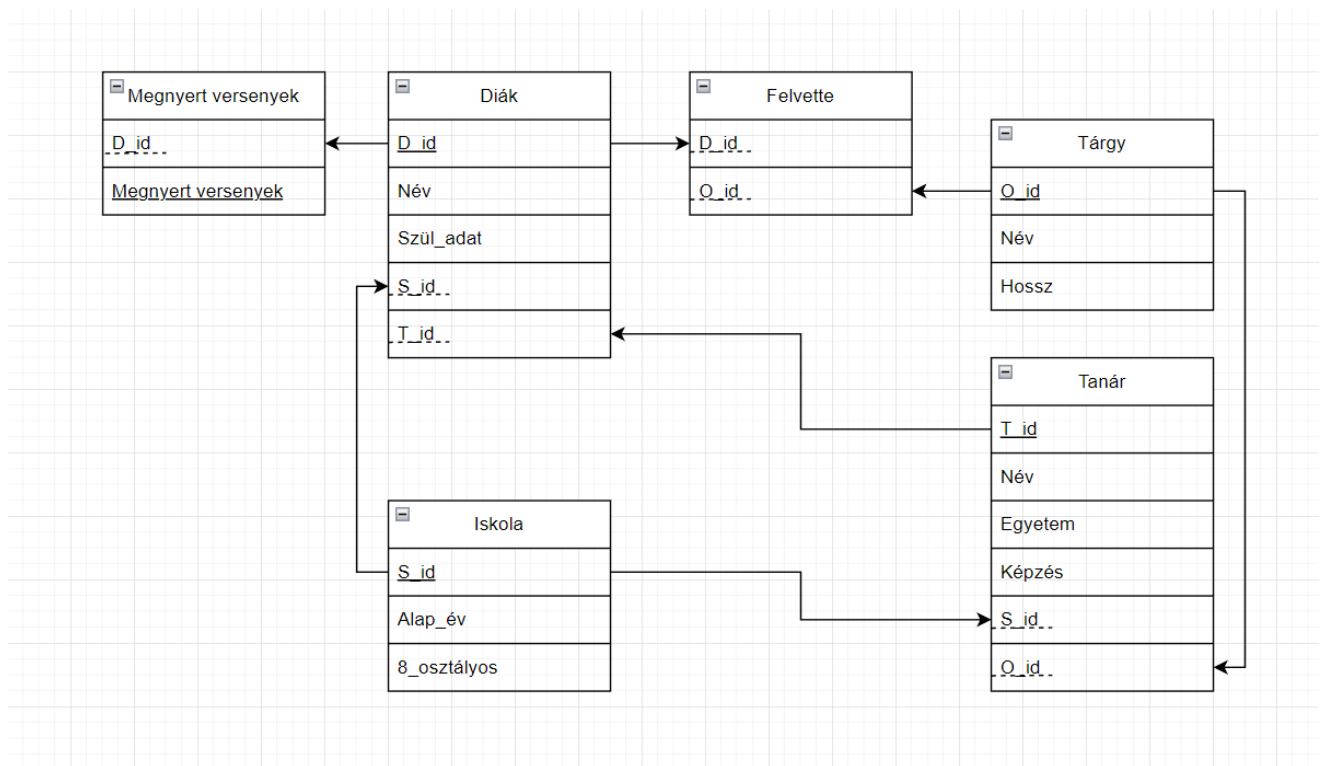 Megnyert versenyek
D_id
Megnyert versenyek
Diák
D_id
Név
Szül_adat
S_id
T_id
Felvette
D_id
O_id
Tárgy
O_id
Név
Hossz
Tanár
T_id
Név
Egyetem
Képzés
S_id
O_id
Iskola
S_id
Alap_év
8_osztályos